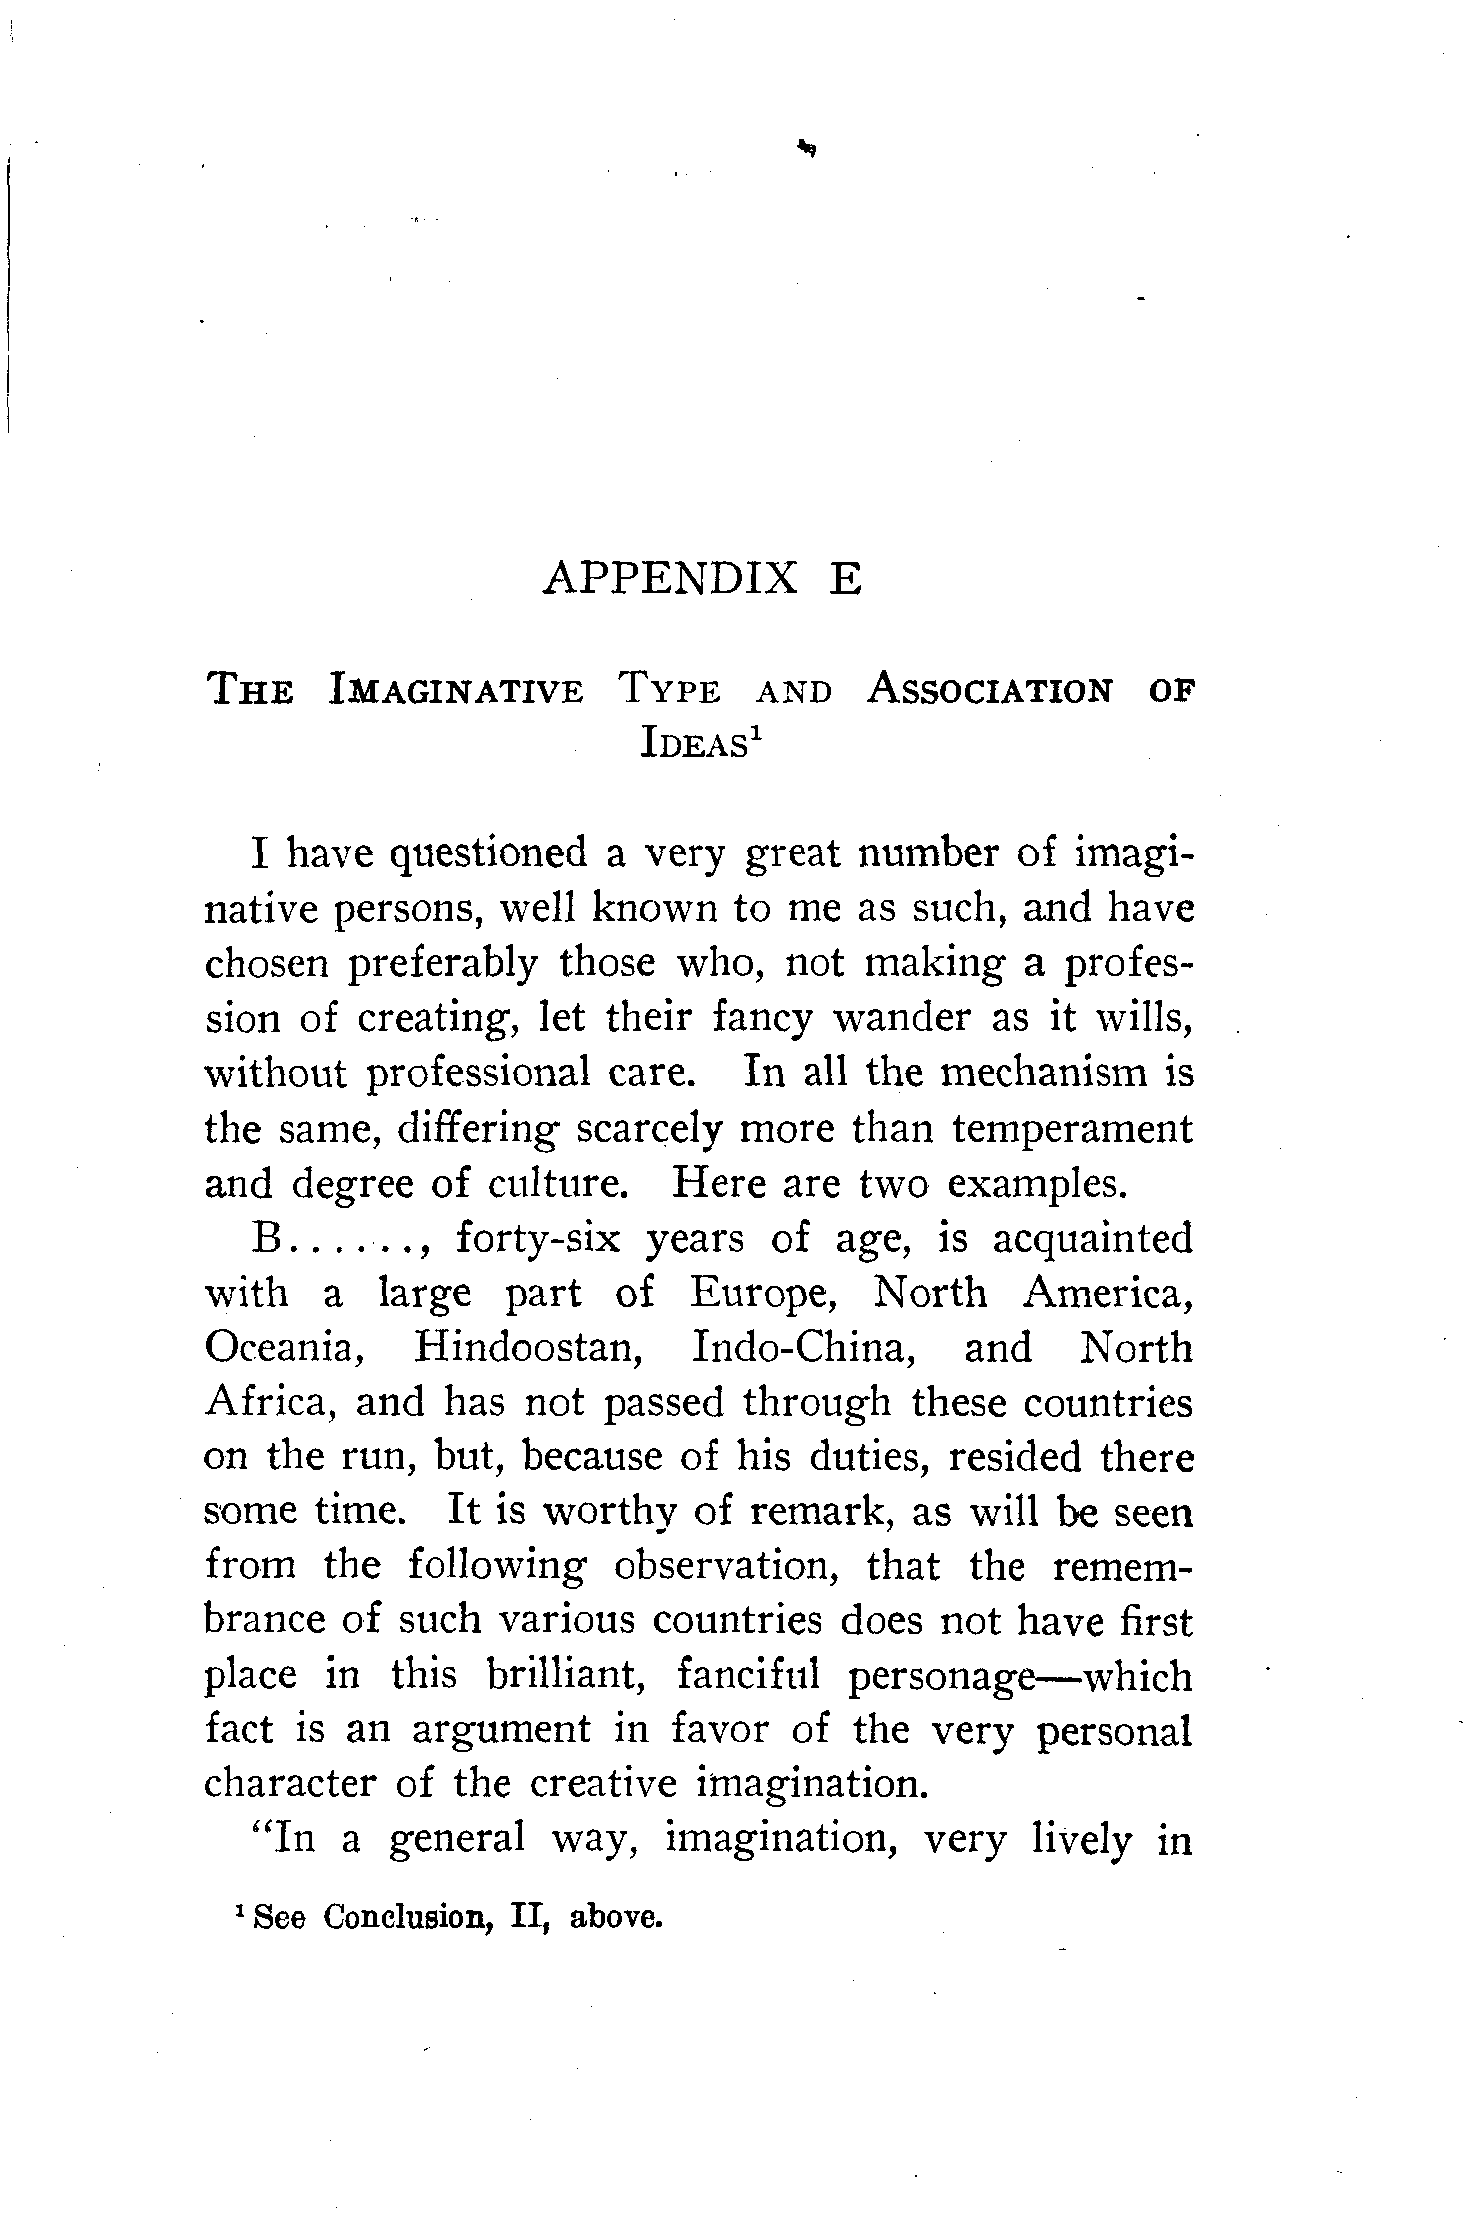 APPENDIX E
The Imaginative Type and Association of
Ideas¹
I have questioned a very great number of imagi-
native persons, well known to me as such, and have
chosen preferably those who, not making a profes-
sion of creating, let their fancy wander as it wills,
without professional care. In all the mechanism is
the same, differing scarcely more than temperament
and degree of culture. Here are two examples.
B......., forty-six years of age, is acquainted
with a large part of Europe, North America,
Oceania, Hindoostan, Indo-China, and North
Africa, and has not passed through these countries
on the run, but, because of his duties, resided there
some time. It is worthy of remark, as will be seen
from the following observation, that the remem-
brance of such various countries does not have first
place in this brilliant, fanciful personage—which
fact is an argument in favor of the very personal
character of the creative imagination.
“In a general way, imagination, very lively in
¹ See Conclusion, II, above.